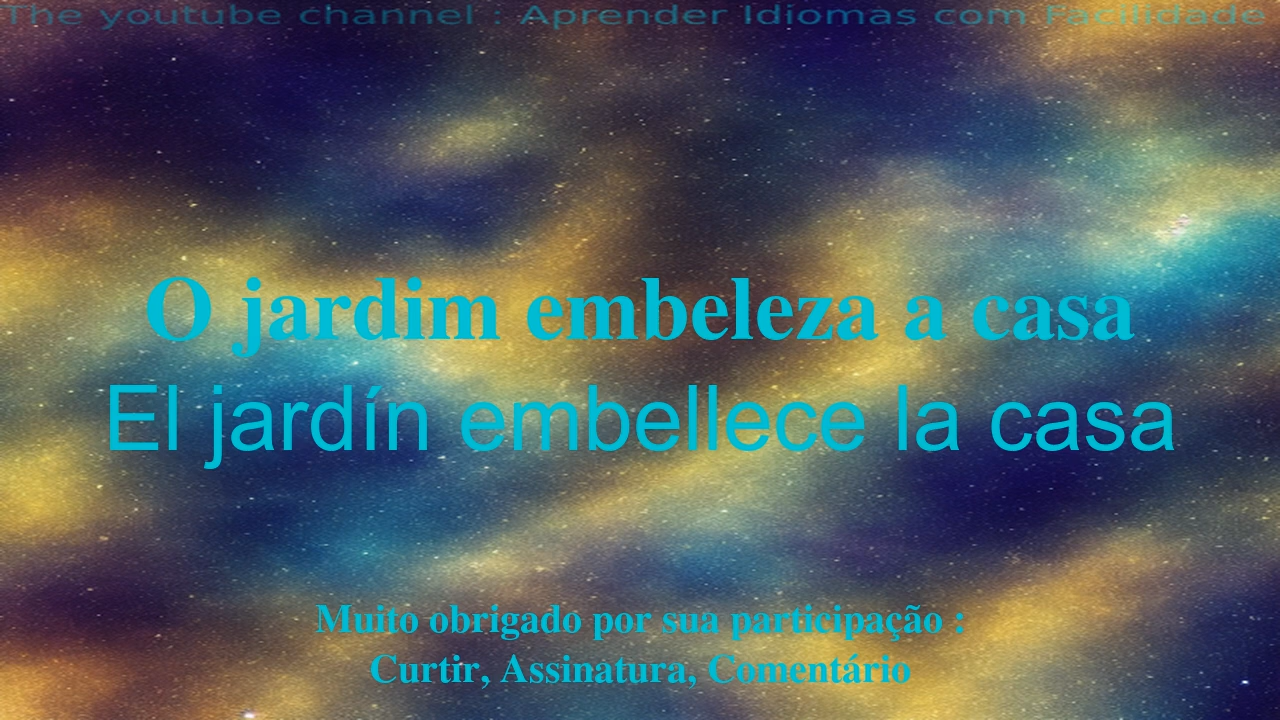 The youtube channel : Aprender Idiomas com Facilidade
O jardim embeleza a casa
El jardín embellece la casa
Muito obrigado por sua participação :
Curtir, Assinatura, Comentário